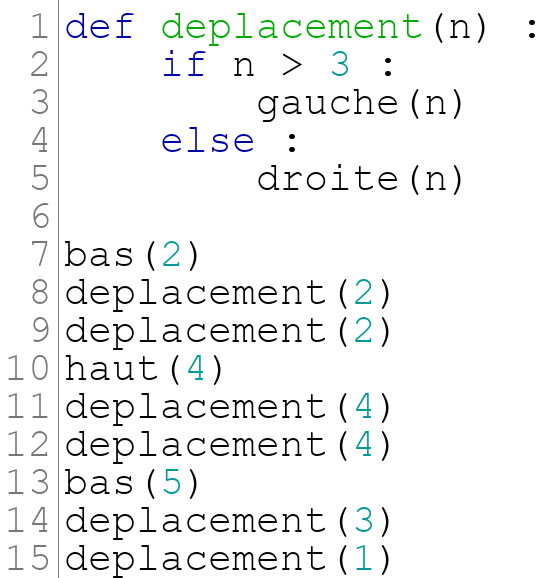 1 def deplacement(n) :
2     if n > 3 :
3         gauche(n)
4     else :
5         droite(n)
6
7 bas(2)
8 deplacement(2)
9 deplacement(2)
10 haut(4)
11 deplacement(4)
12 deplacement(4)
13 bas(5)
14 deplacement(3)
15 deplacement(1)